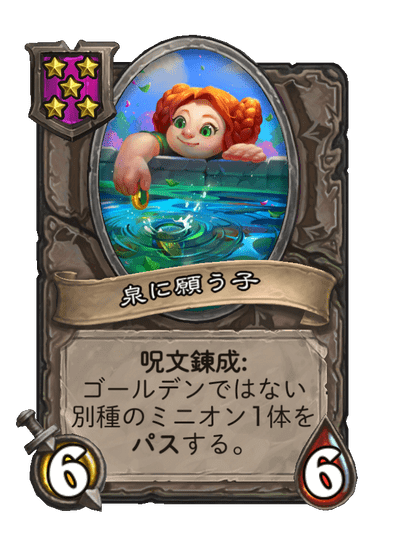 泉に願う子
呪文錬成:
ゴールデンではない
別種のミニオン1体を
パスする。
6
6